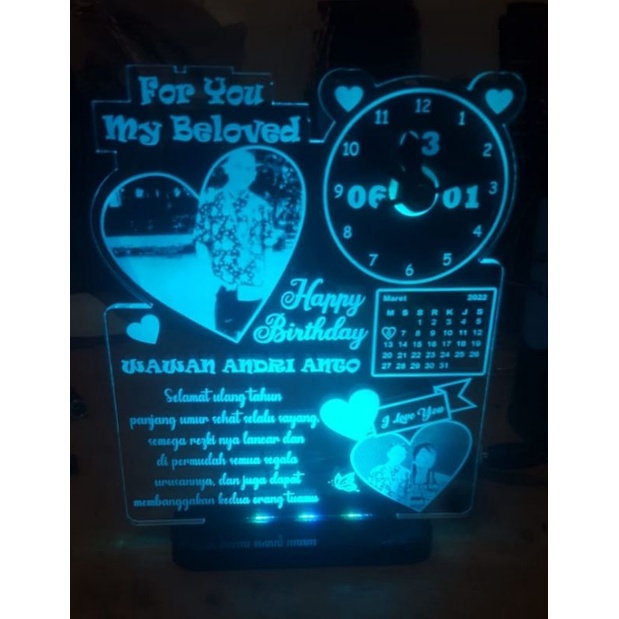 For You
My Beloved
12
11 1
10 2
9 3
8 4
7 5
6
3
06 01
Happy
Birthday
Maret 2022
M S S R K J S
1 2 3 4 5
7 8 9 10 11 12
13 14 15 16 17 18 19
20 21 22 23 24 25 26
27 28 29 30 31
WAWAN ANDRI ANTO
Selamat ulang tahun
panjang umur sehat selalu sayang,
semoga rezki nya lancar dan
di permudah semua segala
urusannya, dan juga dapat
membanggakan kedua orang tuamu
I Love You